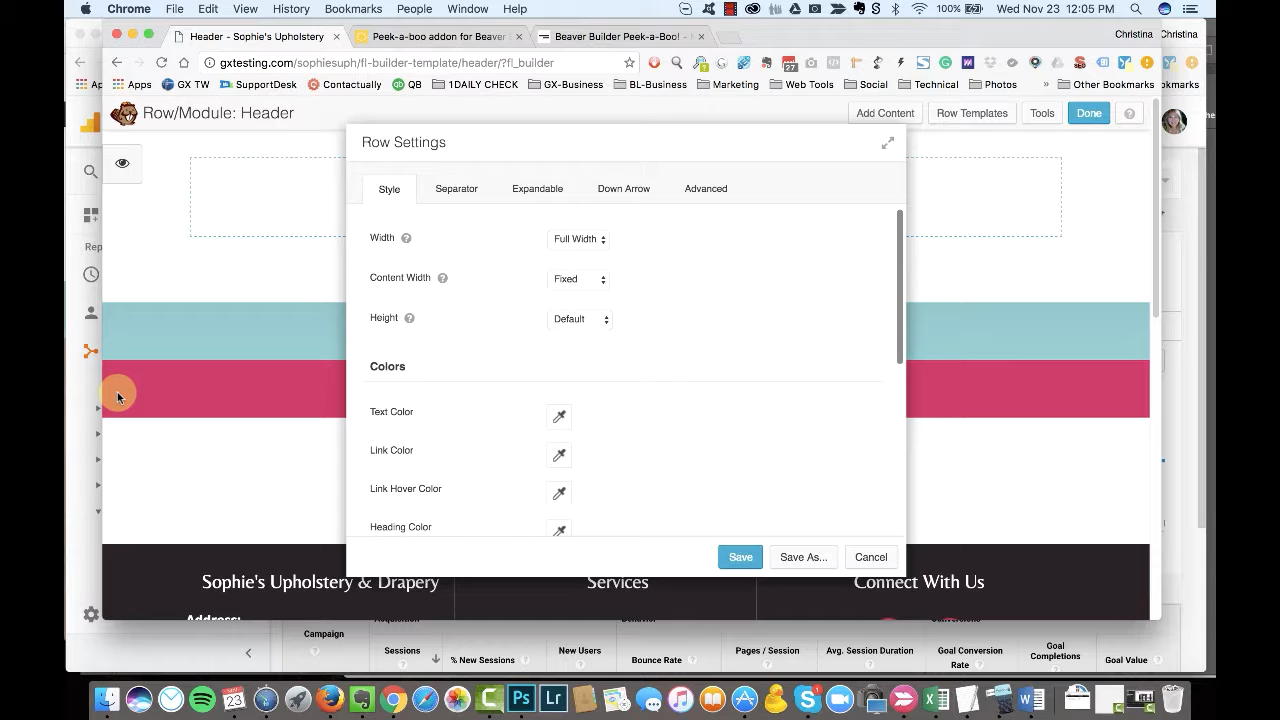 Chrome File Edit View History Bookmarks People Window Help 100% Wed Nov 23 12:05 PM
Header - Sophie's Upholstery × Peek-a-boo addon for Beaver × Beaver Builder Peek-a-Boo! - × Christina Christina
gxtesting.com/sophiesuph/fl-builder-template/header/?fl_builder 27
Apps Apps GX TW SupportDesk Contactually QB 1DAILY CHECK GX-Business BL-Business Marketing Web Tools Social Technical Photos » Other Bookmarks
Row/Module: Header Add Content Row Templates Tools Done ?
Row Settings
Style Separator Expandable Down Arrow Advanced
Width ? Full Width
Rep
Content Width ? Fixed
Height ? Default
Colors
Text Color
Link Color
Link Hover Color
Heading Color
Save Save As... Cancel
Sophie's Upholstery & Drapery Services Connect With Us
Address:
Campaign
Sessions % New Sessions New Users Bounce Rate Pages / Session Avg. Session Duration Goal Conversion Rate Goal Completions Goal Value